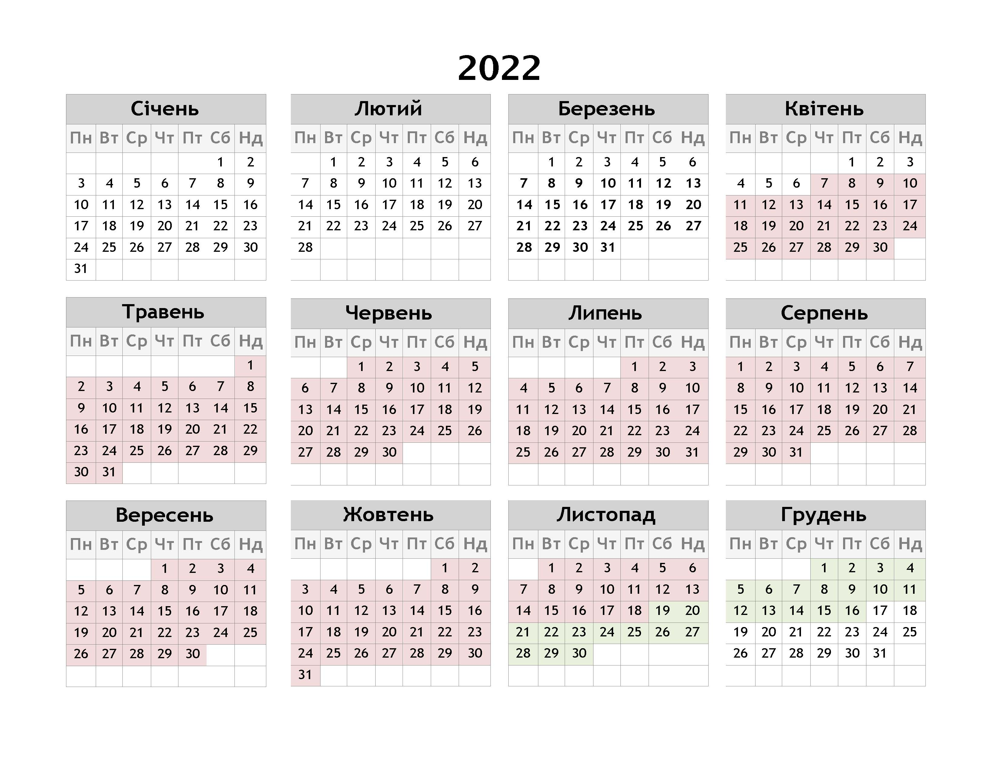 2022
Січень
Пн Вт Ср Чт Пт Сб Нд
1 2
3 4 5 6 7 8 9
10 11 12 13 14 15 16
17 18 19 20 21 22 23
24 25 26 27 28 29 30
31
Лютий
Пн Вт Ср Чт Пт Сб Нд
1 2 3 4 5 6
7 8 9 10 11 12 13
14 15 16 17 18 19 20
21 22 23 24 25 26 27
28
Березень
Пн Вт Ср Чт Пт Сб Нд
1 2 3 4 5 6
7 8 9 10 11 12 13
14 15 16 17 18 19 20
21 22 23 24 25 26 27
28 29 30 31
Квітень
Пн Вт Ср Чт Пт Сб Нд
1 2 3
4 5 6 7 8 9 10
11 12 13 14 15 16 17
18 19 20 21 22 23 24
25 26 27 28 29 30
Травень
Пн Вт Ср Чт Пт Сб Нд
1
2 3 4 5 6 7 8
9 10 11 12 13 14 15
16 17 18 19 20 21 22
23 24 25 26 27 28 29
30 31
Червень
Пн Вт Ср Чт Пт Сб Нд
1 2 3 4 5
6 7 8 9 10 11 12
13 14 15 16 17 18 19
20 21 22 23 24 25 26
27 28 29 30
Липень
Пн Вт Ср Чт Пт Сб Нд
1 2 3
4 5 6 7 8 9 10
11 12 13 14 15 16 17
18 19 20 21 22 23 24
25 26 27 28 29 30 31
Серпень
Пн Вт Ср Чт Пт Сб Нд
1 2 3 4 5 6 7
8 9 10 11 12 13 14
15 16 17 18 19 20 21
22 23 24 25 26 27 28
29 30 31
Вересень
Пн Вт Ср Чт Пт Сб Нд
1 2 3 4
5 6 7 8 9 10 11
12 13 14 15 16 17 18
19 20 21 22 23 24 25
26 27 28 29 30
Жовтень
Пн Вт Ср Чт Пт Сб Нд
1 2
3 4 5 6 7 8 9
10 11 12 13 14 15 16
17 18 19 20 21 22 23
24 25 26 27 28 29 30
31
Листопад
Пн Вт Ср Чт Пт Сб Нд
1 2 3 4 5 6
7 8 9 10 11 12 13
14 15 16 17 18 19 20
21 22 23 24 25 26 27
28 29 30
Грудень
Пн Вт Ср Чт Пт Сб Нд
1 2 3 4
5 6 7 8 9 10 11
12 13 14 15 16 17 18
19 20 21 22 23 24 25
26 27 28 29 30 31